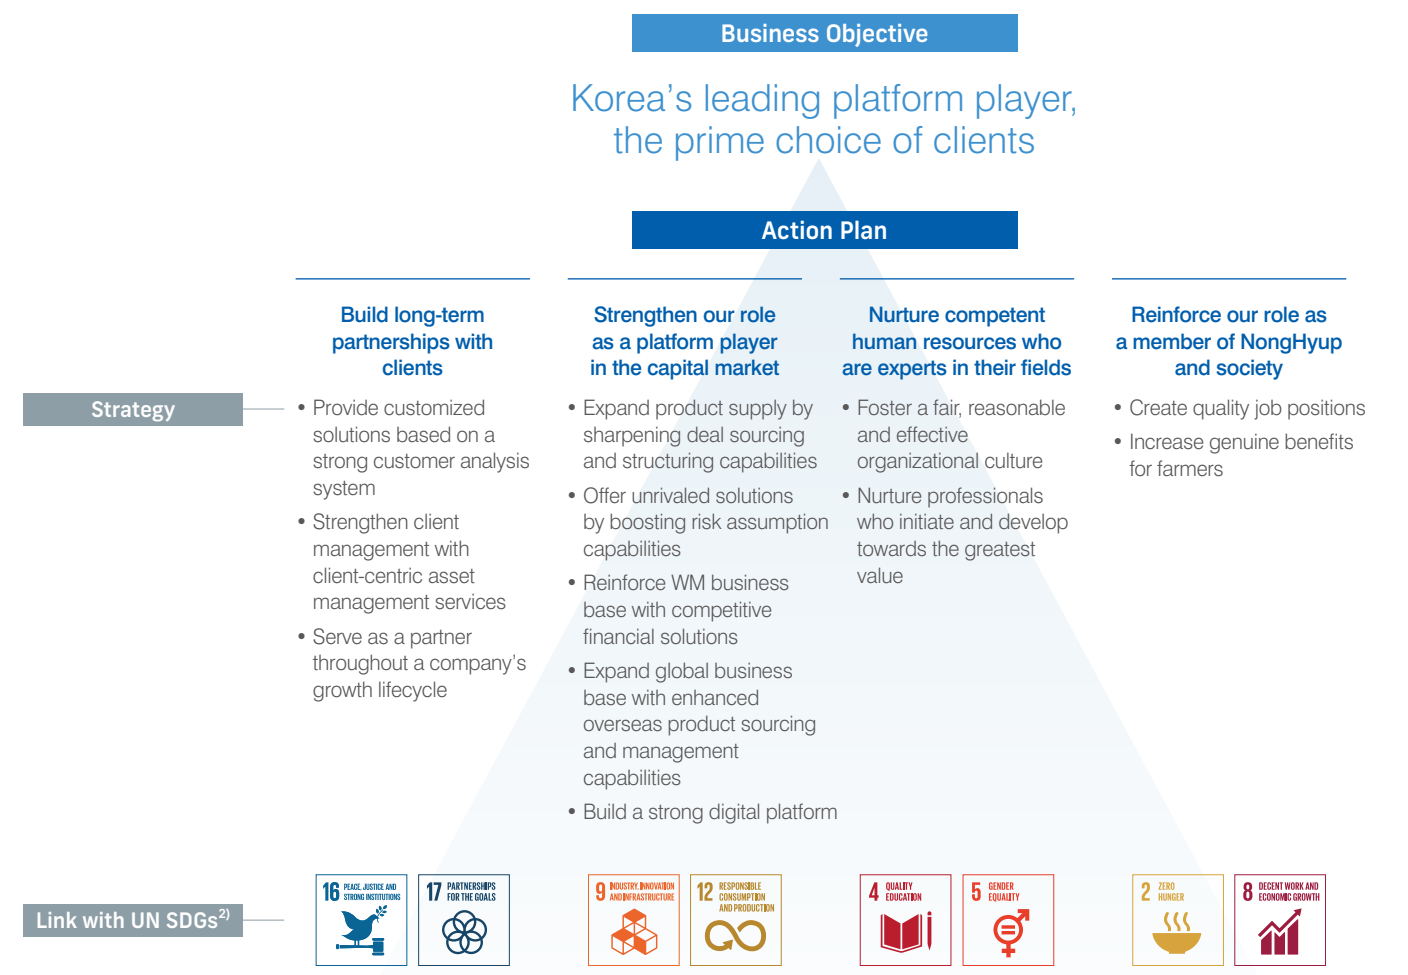 Business Objective
Korea's leading platform player,
the prime choice of clients
Action Plan
Build long-term
partnerships with
clients
Strengthen our role
as a platform player
in the capital market
Nurture competent
human resources who
are experts in their fields
Reinforce our role as
a member of NongHyup
and society
Strategy
• Provide customized
solutions based on a
strong customer analysis
system
• Strengthen client
management with
client-centric asset
management services
• Serve as a partner
throughout a company's
growth lifecycle
• Expand product supply by
sharpening deal sourcing
and structuring capabilities
• Offer unrivaled solutions
by boosting risk assumption
capabilities
• Reinforce WM business
base with competitive
financial solutions
• Expand global business
base with enhanced
overseas product sourcing
and management
capabilities
• Build a strong digital platform
• Foster a fair, reasonable
and effective
organizational culture
• Nurture professionals
who initiate and develop
towards the greatest
value
• Create quality job positions
• Increase genuine benefits
for farmers
Link with UN SDGs2)
16 PEACE, JUSTICE AND
STRONG INSTITUTIONS
17 PARTNERSHIPS
FOR THE GOALS
9 INDUSTRY, INNOVATION
AND INFRASTRUCTURE
12 RESPONSIBLE
CONSUMPTION
AND PRODUCTION
4 QUALITY
EDUCATION
5 GENDER
EQUALITY
2 ZERO
HUNGER
8 DECENT WORK AND
ECONOMIC GROWTH